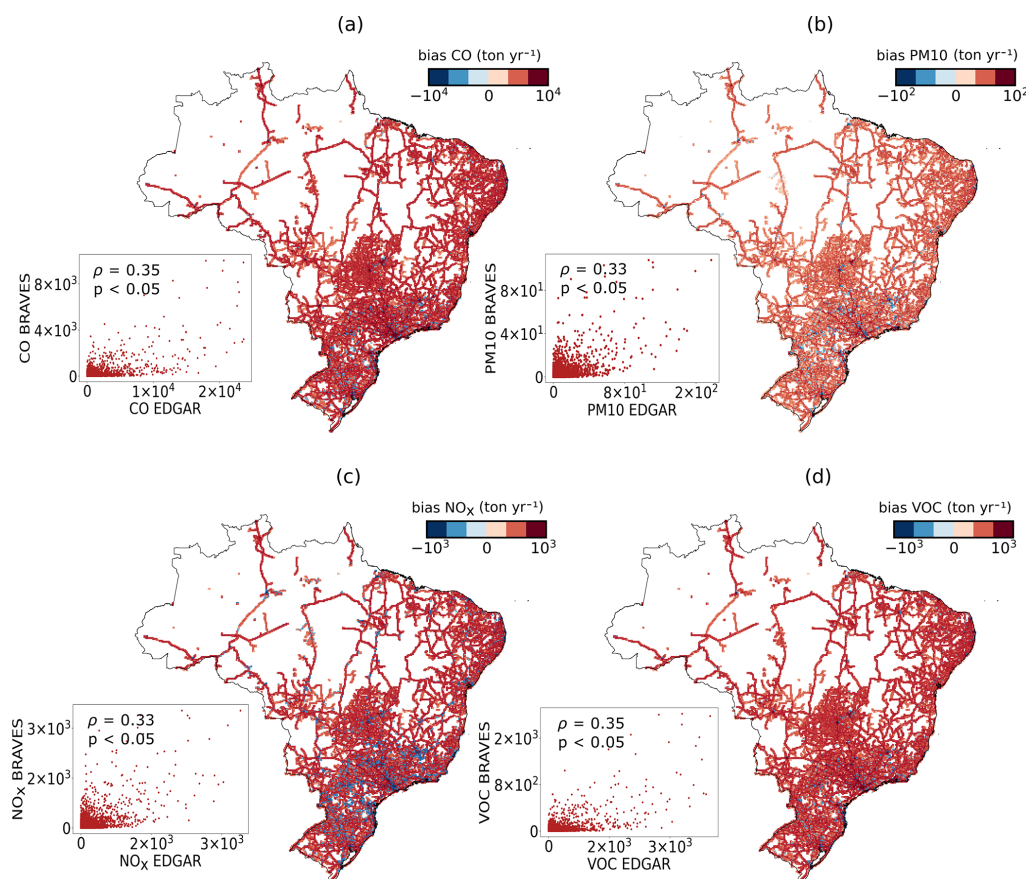 (a)
bias CO (ton yr⁻¹)
−10⁴ 0 10⁴
ρ = 0.35
p < 0.05
CO BRAVES
8×10³
4×10³
0
0 1×10⁴ 2×10⁴
CO EDGAR
(b)
bias PM10 (ton yr⁻¹)
−10² 0 10²
ρ = 0.33
p < 0.05
PM10 BRAVES
8×10¹
4×10¹
0
0 8×10¹ 2×10²
PM10 EDGAR
(c)
bias NOₓ (ton yr⁻¹)
−10³ 0 10³
ρ = 0.33
p < 0.05
NOₓ BRAVES
3×10³
2×10³
0
0 2×10³ 3×10³
NOₓ EDGAR
(d)
bias VOC (ton yr⁻¹)
−10³ 0 10³
ρ = 0.35
p < 0.05
VOC BRAVES
2×10³
8×10²
0
0 2×10³ 3×10³
VOC EDGAR